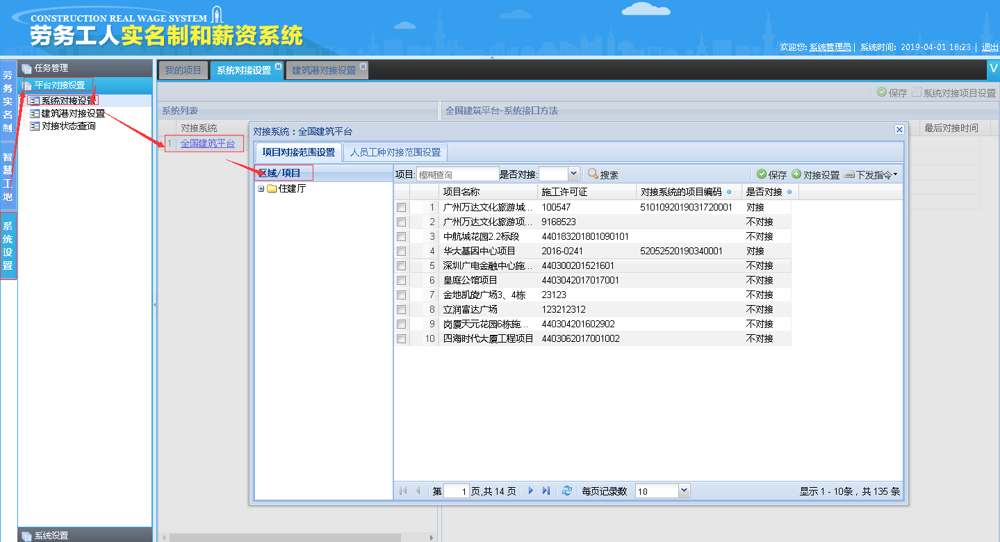 CONSTRUCTION REAL WAGE SYSTEM
劳务工人实名制和薪资系统
欢迎您: 系统管理员 | 系统时间: 2019-04-01 18:23 | 退出
劳务实名制
智慧工地
系统设置
任务管理
平台对接设置
系统对接设置
建筑港对接设置
对接状态查询
系统设置
我的项目 系统对接设置 建筑港对接设置 V
保存 系统对接项目设置
系统列表
全国建筑平台-系统接口方法
对接系统
最后对接时间
1 全国建筑平台
对接系统：全国建筑平台
项目对接范围设置 人员工种对接范围设置
区域/项目
住建厅
项目: 模糊查询 是否对接: 搜索 保存 对接设置 下发指令
项目名称 施工许可证 对接系统的项目编码 是否对接
1 广州万达文化旅游城... 100547 5101092019031720001 对接
2 广州万达文化旅游项... 9168523 不对接
3 中航城花园2.2标段 440183201801090101 不对接
4 华大基因中心项目 2016-0241 52052520190340001 对接
5 深圳广电金融中心施... 440300201521601 不对接
6 皇庭公馆项目 4403042017017001 不对接
7 金地凯旋广场3、4栋 23123 不对接
8 立润富达广场 123212312 不对接
9 岗厦天元花园6栋施... 440304201602902 不对接
10 四海时代大厦工程项目 4403062017001002 不对接
第 1 页,共 14 页 每页记录数 10 显示 1 - 10条，共 135 条